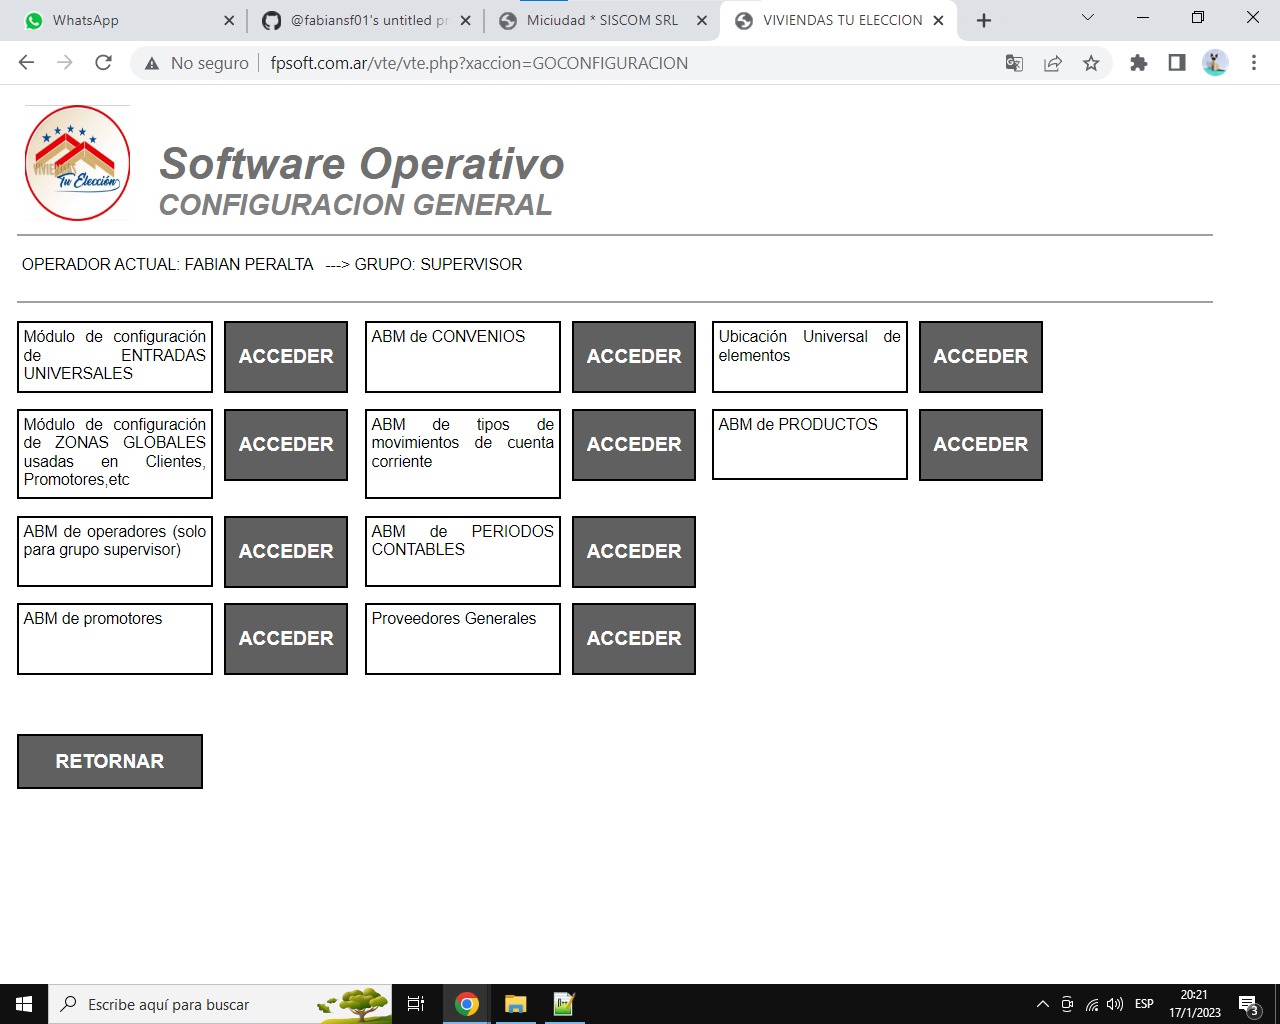 WhatsApp
@fabiansf01's untitled pr
Miciudad * SISCOM SRL
VIVIENDAS TU ELECCION
No seguro
fpsoft.com.ar/vte/vte.php?xaccion=GOCONFIGURACION
VIVIENDAS
Tu Elección
Software Operativo
CONFIGURACION GENERAL
OPERADOR ACTUAL: FABIAN PERALTA ---> GRUPO: SUPERVISOR
Módulo de configuración
de ENTRADAS
UNIVERSALES
ACCEDER
ABM de CONVENIOS
ACCEDER
Ubicación Universal de
elementos
ACCEDER
Módulo de configuración
de ZONAS GLOBALES
usadas en Clientes,
Promotores,etc
ACCEDER
ABM de tipos de
movimientos de cuenta
corriente
ACCEDER
ABM de PRODUCTOS
ACCEDER
ABM de operadores (solo
para grupo supervisor)
ACCEDER
ABM de PERIODOS
CONTABLES
ACCEDER
ABM de promotores
ACCEDER
Proveedores Generales
ACCEDER
RETORNAR
Escribe aquí para buscar
ESP
20:21
17/1/2023
3